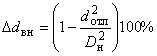 Δd_вн = (1 − d²_отп / D²_н) 100%